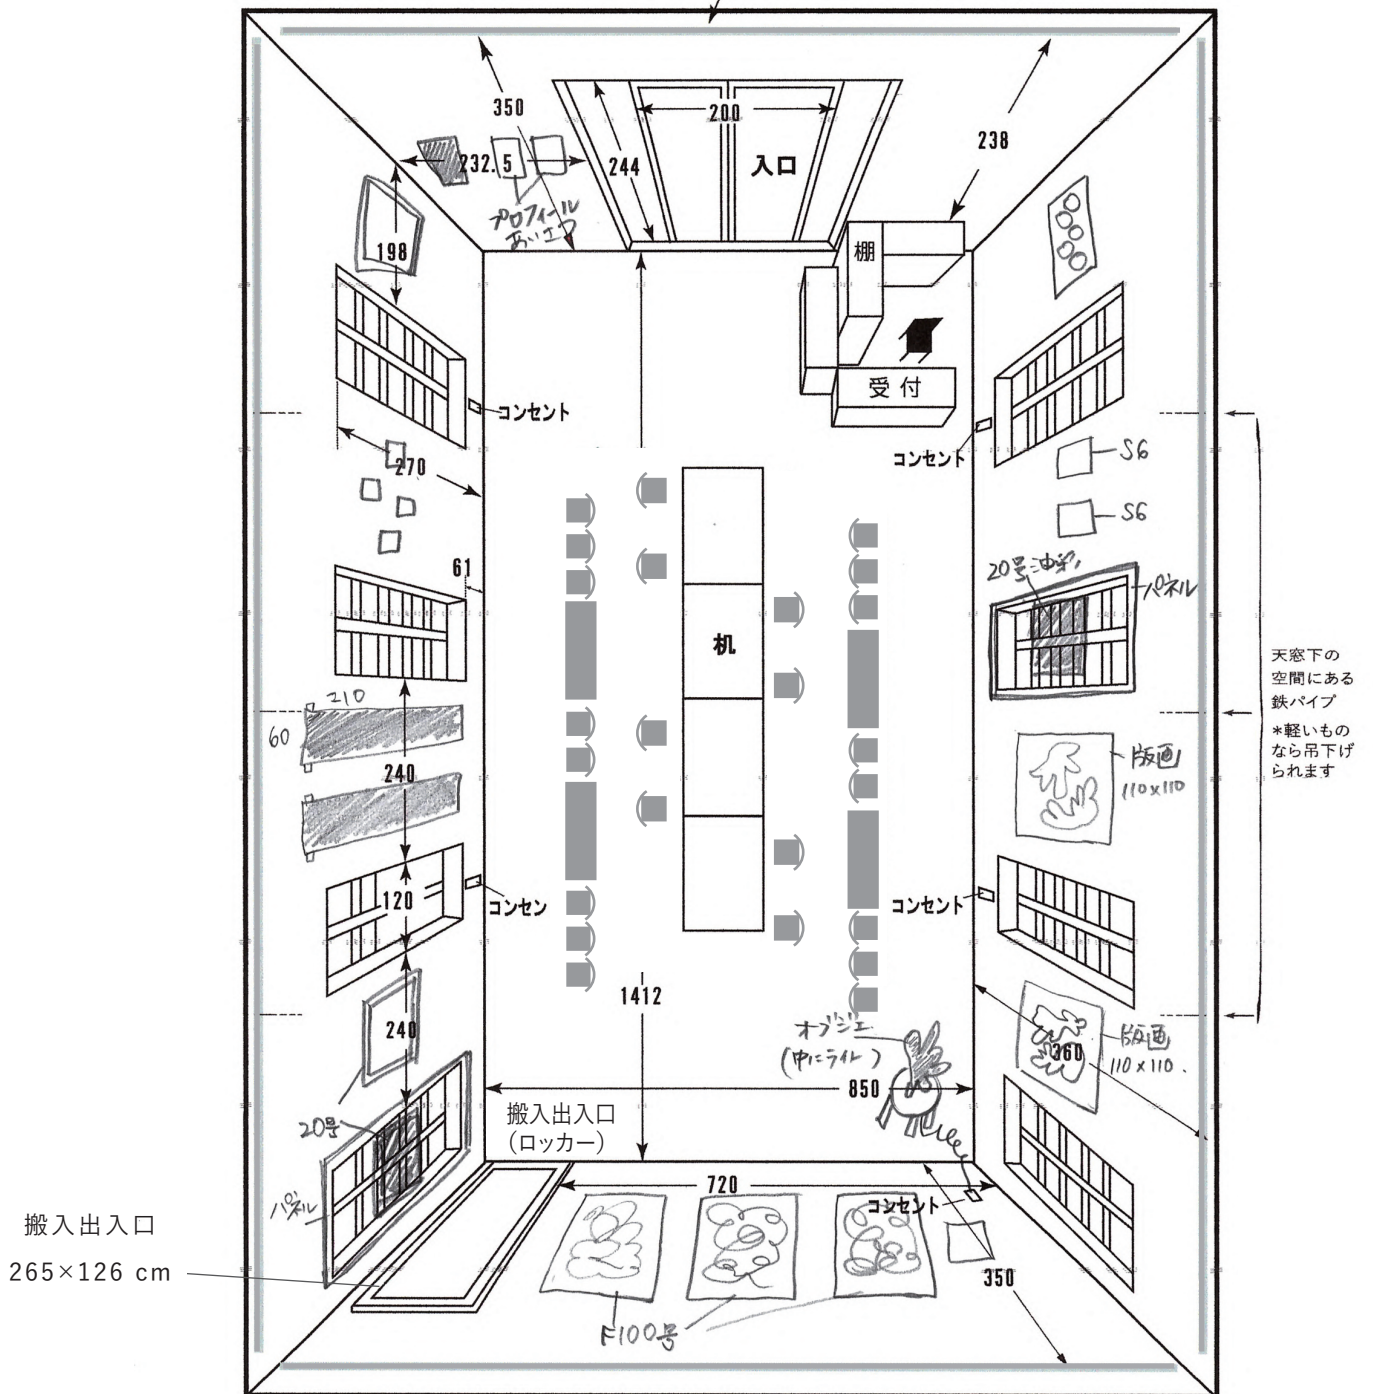 350
200
238
232.5
244
入口
プロフィール
あいさつ
198
棚
受付
コンセント
コンセント
270
S6
S6
61
20号油彩
パネル
机
天窓下の
空間にある
鉄パイプ
*軽いもの
なら吊下げ
られます
210
60
240
版画
110×110
120
コンセン
コンセント
1412
240
オブジェ
(中にライト)
版画
110×110.
360
850
搬入出入口
(ロッカー)
20号
パネル
720
コンセント
搬入出入口
265×126 cm
350
F100号